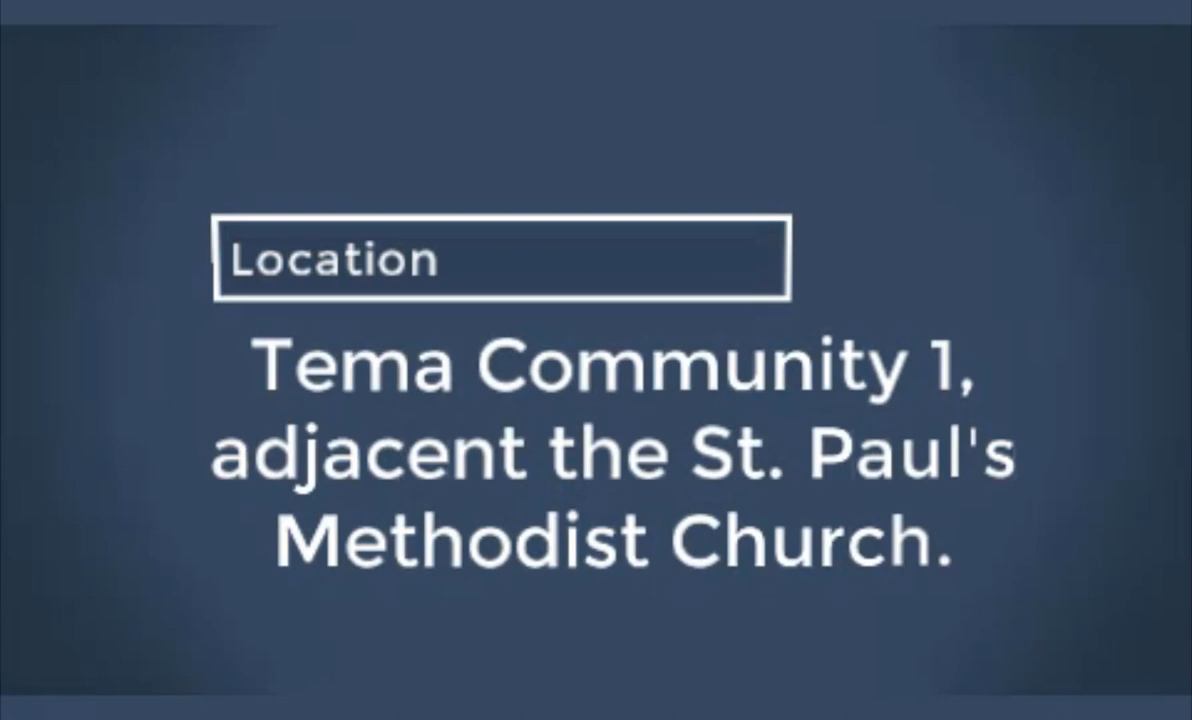 Location
Tema Community 1,
adjacent the St. Paul's
Methodist Church.